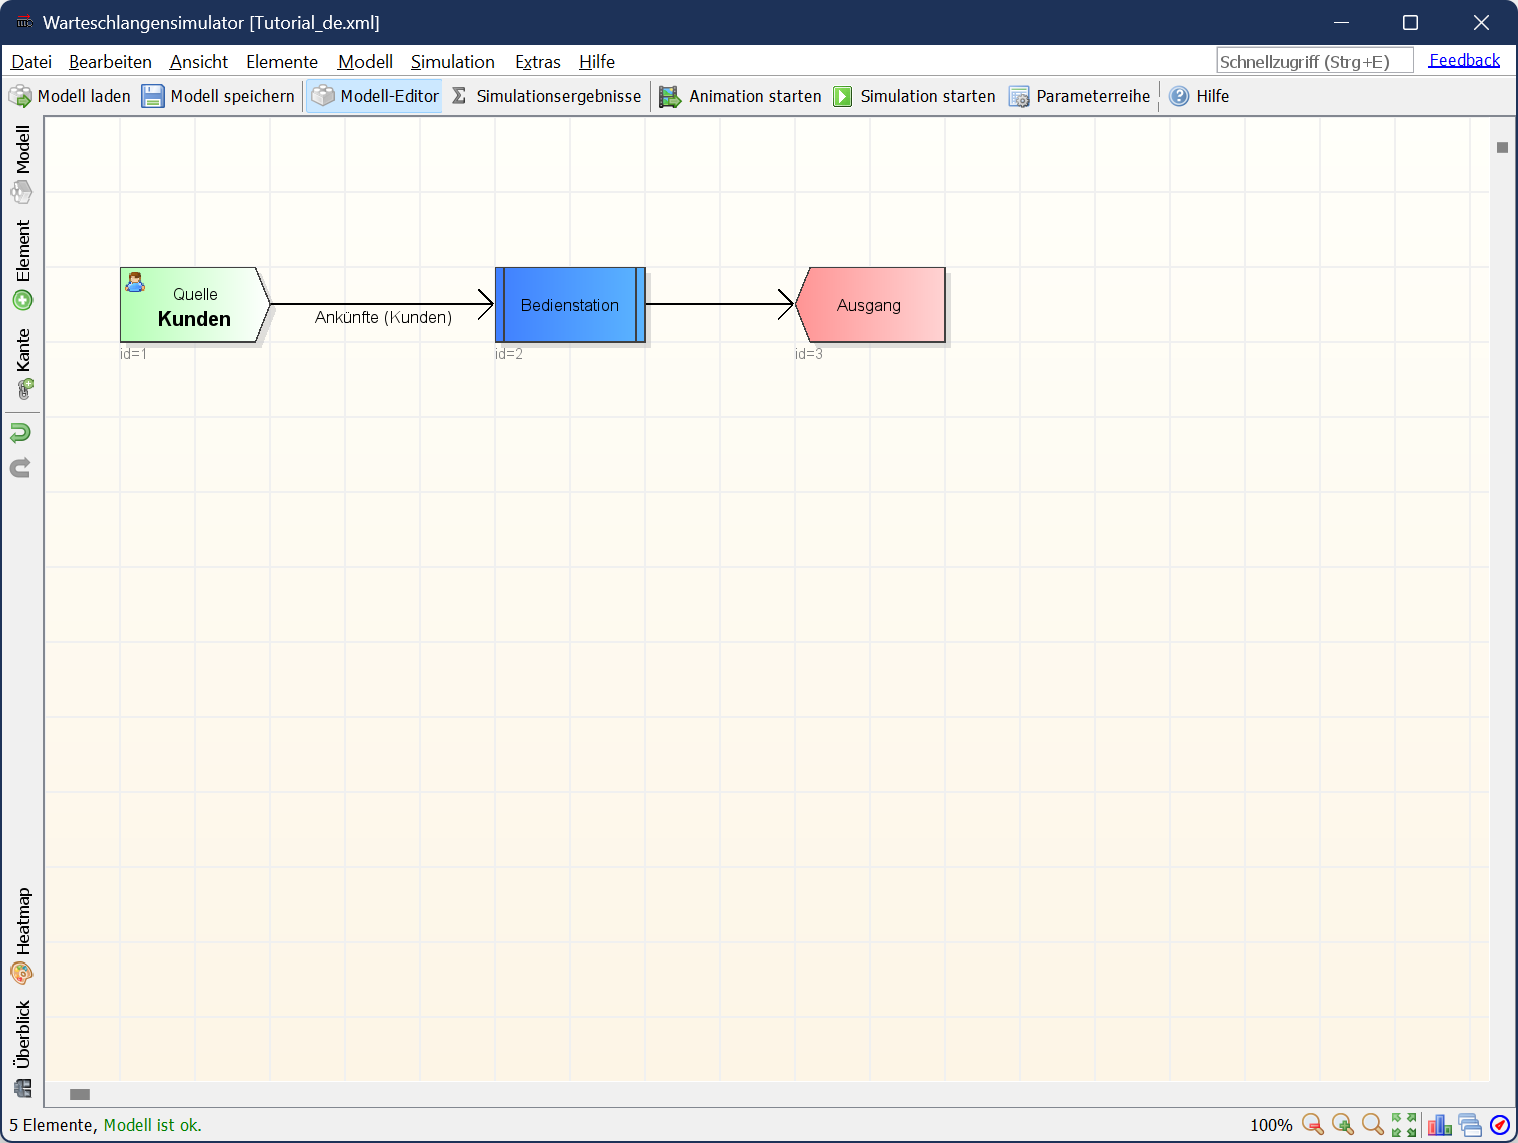 Warteschlangensimulator [Tutorial_de.xml]
Datei Bearbeiten Ansicht Elemente Modell Simulation Extras Hilfe Schnellzugriff (Strg+E) Feedback
Modell laden Modell speichern Modell-Editor Σ Simulationsergebnisse Animation starten Simulation starten Parameterreihe ? Hilfe
Modell
Element
Kante
Quelle
Kunden
id=1
Ankünfte (Kunden)
Bedienstation
id=2
Ausgang
id=3
Heatmap
Überblick
5 Elemente, Modell ist ok. 100%